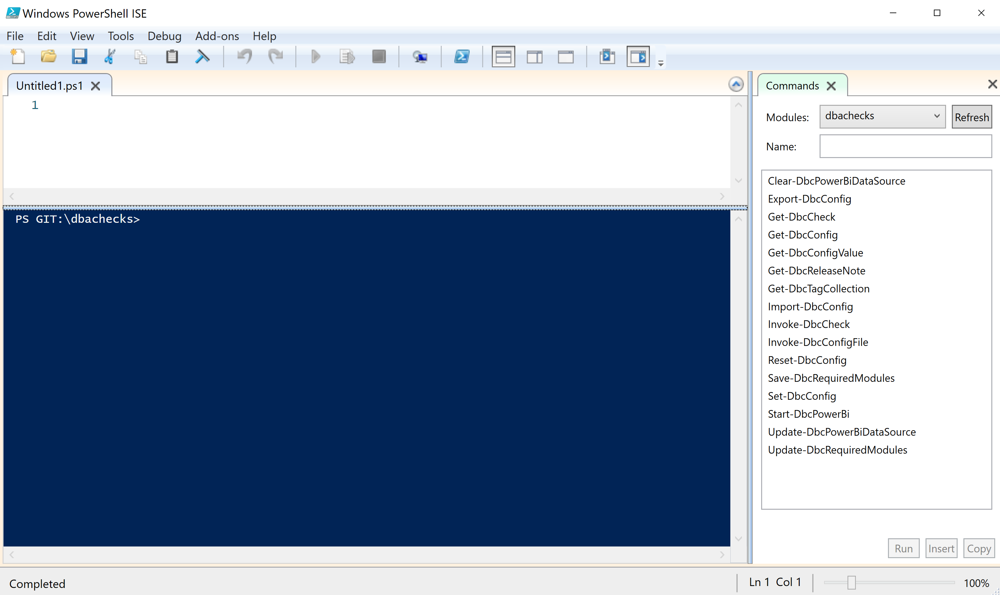 Windows PowerShell ISE
File Edit View Tools Debug Add-ons Help
Untitled1.ps1
1
PS GIT:\dbachecks>
Commands
Modules: dbachecks Refresh
Name:
Clear-DbcPowerBiDataSource
Export-DbcConfig
Get-DbcCheck
Get-DbcConfig
Get-DbcConfigValue
Get-DbcReleaseNote
Get-DbcTagCollection
Import-DbcConfig
Invoke-DbcCheck
Invoke-DbcConfigFile
Reset-DbcConfig
Save-DbcRequiredModules
Set-DbcConfig
Start-DbcPowerBi
Update-DbcPowerBiDataSource
Update-DbcRequiredModules
Run Insert Copy
Completed
Ln 1 Col 1
100%